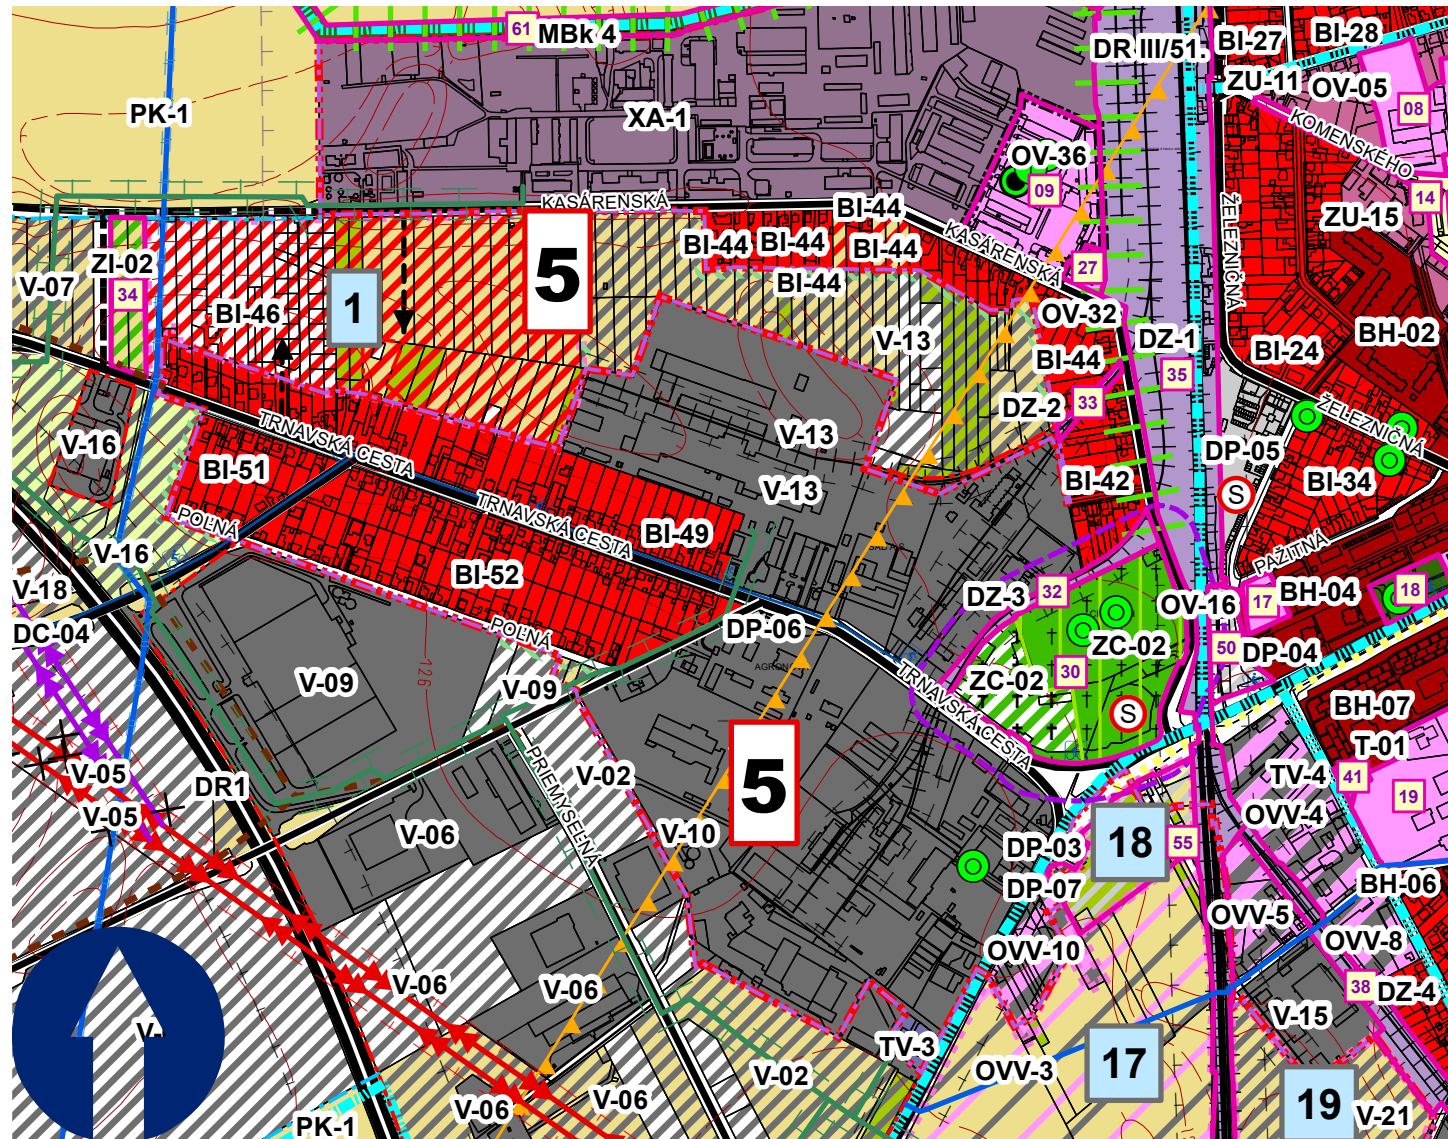 61 MBk 4
DR III/51.
BI-27
BI-28
PK-1
XA-1
ZU-11
OV-05
08
KOMENSKÉHO
OV-36
09
14
KASÁRENSKÁ
BI-44
ŽELEZNIČNÁ
ZU-15
BI-44
BI-44
BI-44
KASÁRENSKÁ
ZI-02
V-07
34
5
BI-44
27
1
BI-46
OV-32
V-13
DZ-1
BH-02
BI-24
BI-44
35
DZ-2
33
ŽELEZNIČNÁ
TRNAVSKÁ CESTA
V-16
V-13
DP-05
BI-51
V-13
BI-42
BI-34
S
POĽNÁ
TRNAVSKÁ CESTA
BI-49
V-16
PAŽITNÁ
BI-52
V-18
DZ-3
32
OV-16
17
BH-04
18
DC-04
POĽNÁ
DP-06
ZC-02
50
DP-04
AGRONOM
126
V-09
V-09
ZC-02
30
TRNAVSKÁ CESTA
BH-07
S
T-01
PRIEMYSELNÁ
V-05
V-02
5
TV-4
41
19
DR1
V-05
OVV-4
V-06
V-10
18
55
DP-03
DP-07
BH-06
OVV-5
OVV-10
OVV-8
V-06
V-06
38
DZ-4
V-15
TV-3
17
OVV-3
V-02
V-06
V-06
19
V-21
PK-1